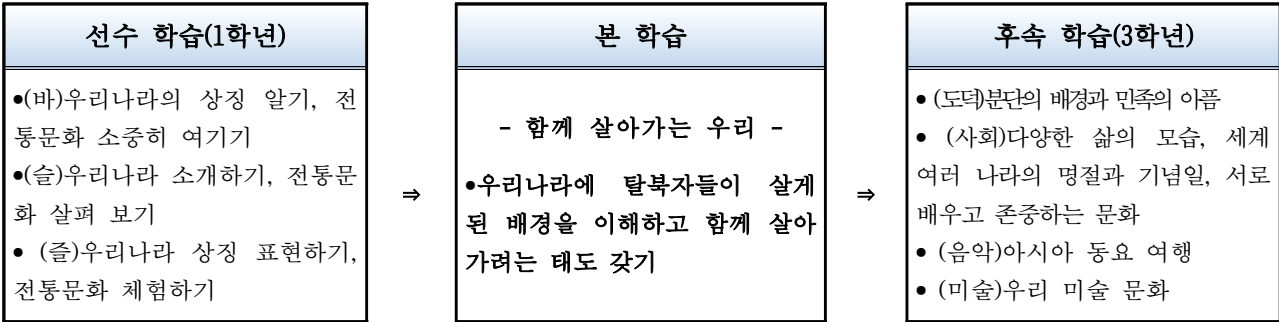 선수 학습(1학년)
•(바)우리나라의 상징 알기, 전
통문화 소중히 여기기
•(슬)우리나라 소개하기, 전통문
화 살펴 보기
• (즐)우리나라 상징 표현하기,
전통문화 체험하기
⇒
본 학습
- 함께 살아가는 우리 -
•우리나라에 탈북자들이 살게
된 배경을 이해하고 함께 살아
가려는 태도 갖기
⇒
후속 학습(3학년)
• (도덕)분단의 배경과 민족의 아픔
• (사회)다양한 삶의 모습, 세계
여러 나라의 명절과 기념일, 서로
배우고 존중하는 문화
• (음악)아시아 동요 여행
• (미술)우리 미술 문화